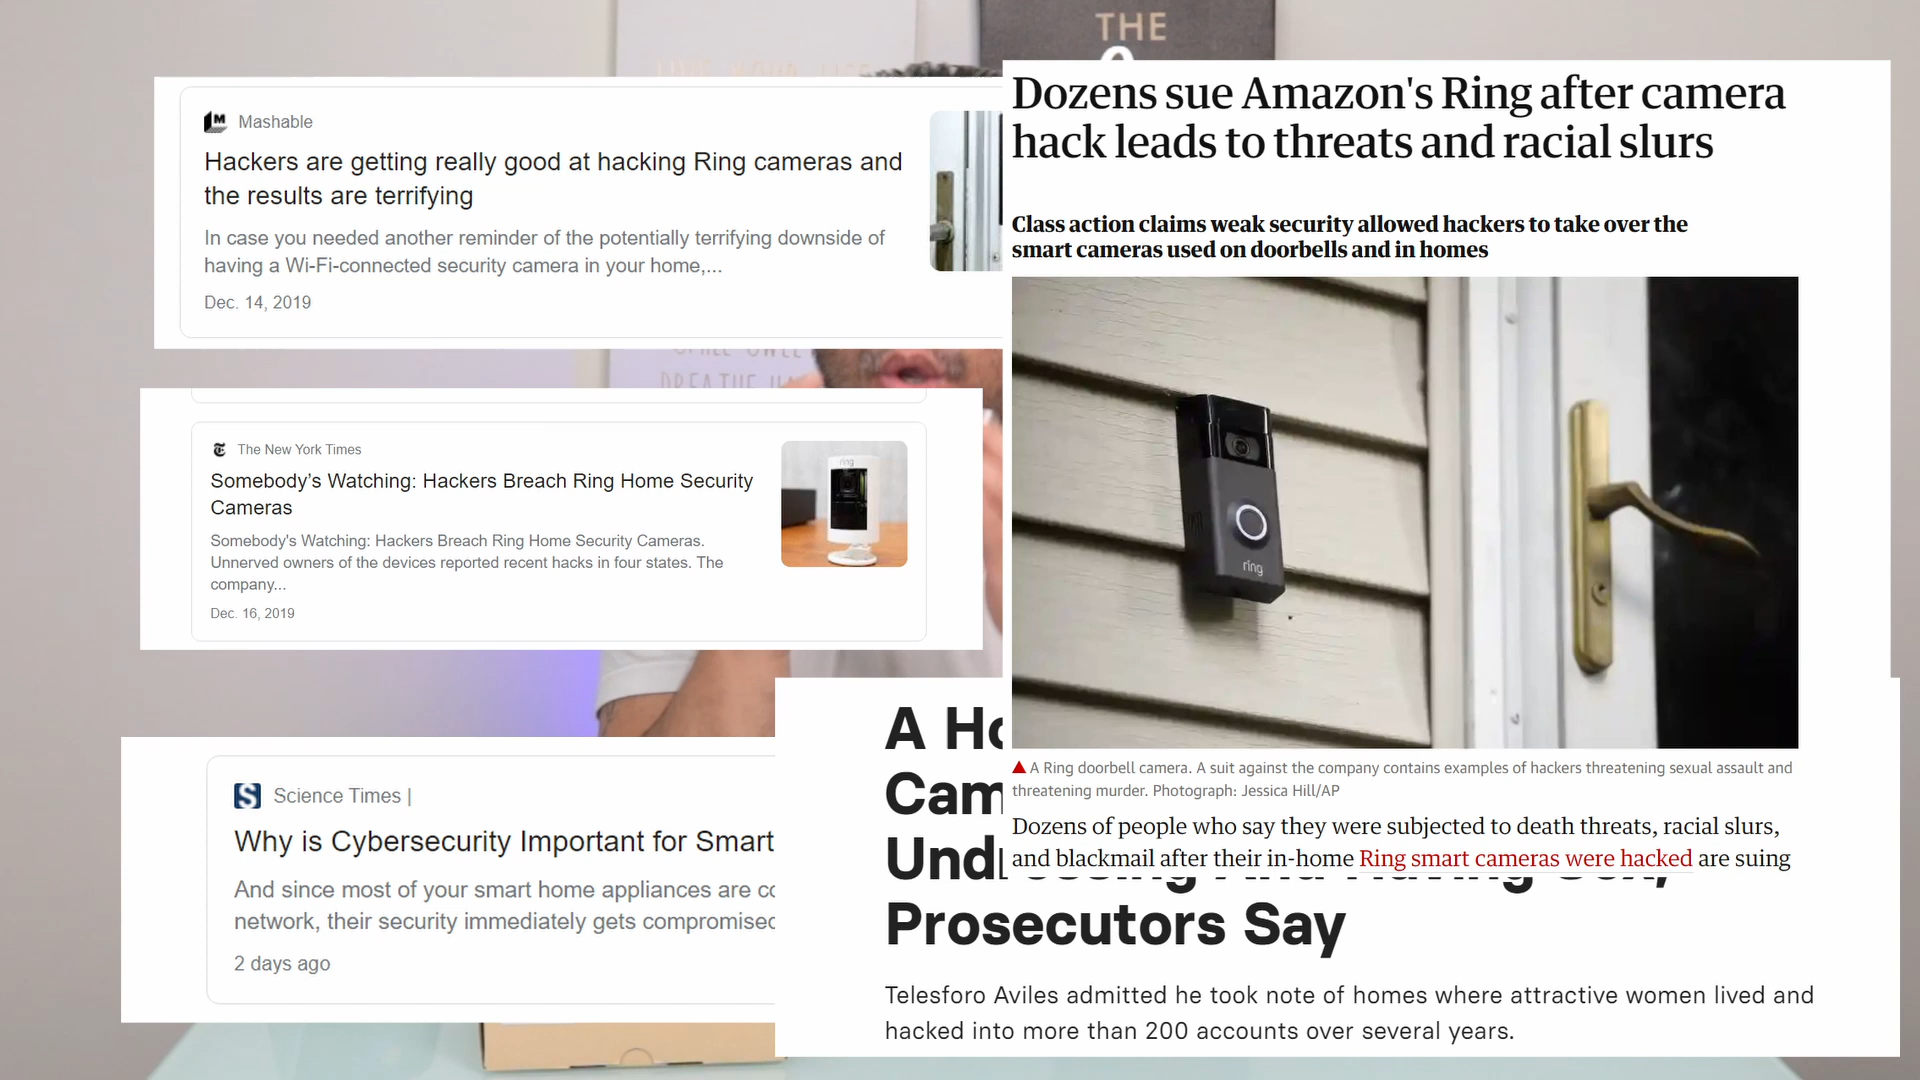 THE
Mashable
Hackers are getting really good at hacking Ring cameras and
the results are terrifying
In case you needed another reminder of the potentially terrifying downside of
having a Wi-Fi-connected security camera in your home,...
Dec. 14, 2019
The New York Times
Somebody's Watching: Hackers Breach Ring Home Security
Cameras
Somebody's Watching: Hackers Breach Ring Home Security Cameras.
Unnerved owners of the devices reported recent hacks in four states. The
company...
Dec. 16, 2019
ring
Science Times |
Why is Cybersecurity Important for Smart
And since most of your smart home appliances are
network, their security immediately gets
2 days ago
Dozens sue Amazon's Ring after camera
hack leads to threats and racial slurs
Class action claims weak security allowed hackers to take over the
smart cameras used on doorbells and in homes
ring
A Ring doorbell camera. A suit against the company contains examples of hackers threatening sexual assault and
threatening murder. Photograph: Jessica Hill/AP
Dozens of people who say they were subjected to death threats, racial slurs,
and blackmail after their in-home Ring smart cameras were hacked are suing
A
Prosecutors Say
Telesforo Aviles admitted he took note of homes where attractive women lived and
hacked into more than 200 accounts over several years.